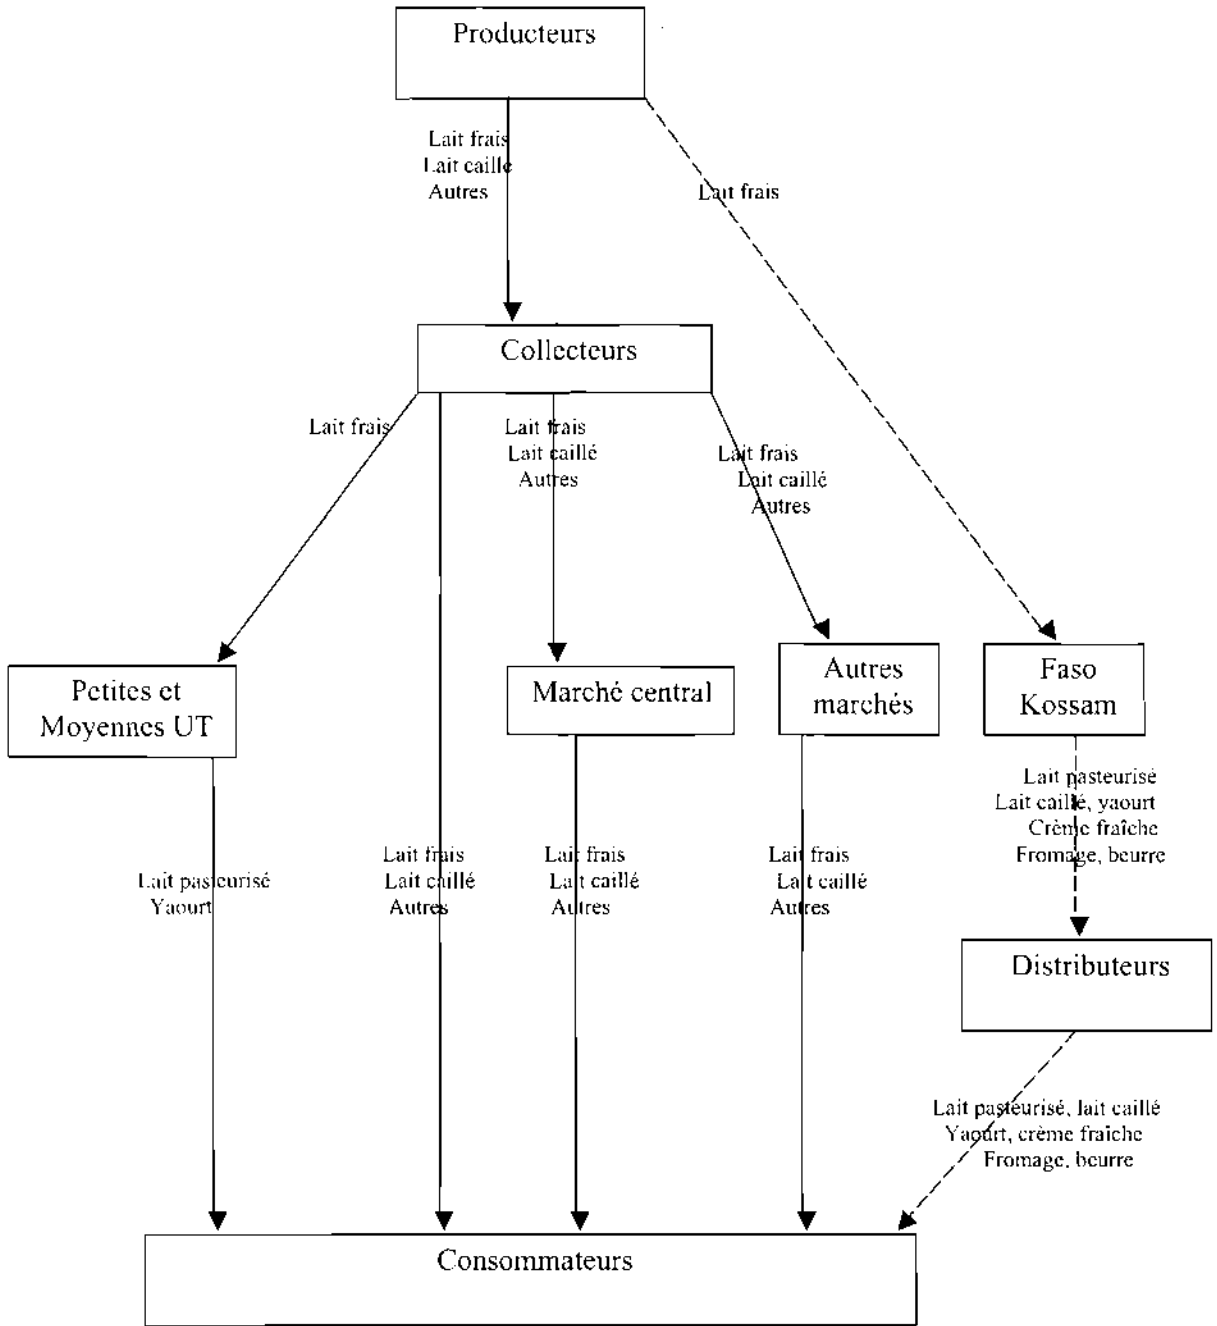 Producteurs
Lait frais
Lait caillé
Autres
Lait frais
Collecteurs
Lait frais
Lait frais
Lait caillé
Autres
Lait frais
Lait caillé
Autres
Petites et
Moyennes UT
Marché central
Autres
marchés
Faso
Kossam
Lait pasteurisé
Lait caillé, yaourt
Crème fraîche
Fromage, beurre
Lait pasteurisé
Yaourt
Lait frais
Lait caillé
Autres
Lait frais
Lait caillé
Autres
Lait frais
Lait caillé
Autres
Distributeurs
Lait pasteurisé, lait caillé
Yaourt, crème fraîche
Fromage, beurre
Consommateurs